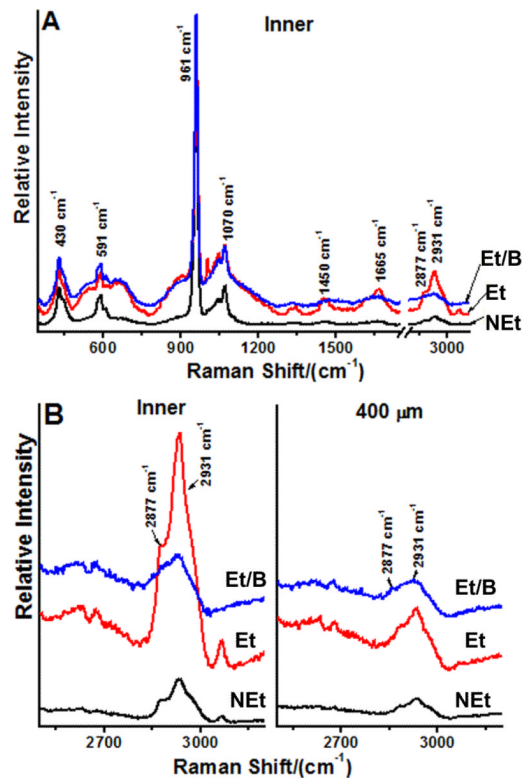 A
Inner
Relative Intensity
430 cm-1
591 cm-1
961 cm-1
1070 cm-1
1450 cm-1
1665 cm-1
2877 cm-1
2931 cm-1
Et/B
Et
NEt
600 900 1200 1500 3000
Raman Shift/(cm-1)
B
Inner
400 µm
Relative Intensity
2877 cm-1
2931 cm-1
2877 cm-1
2931 cm-1
Et/B
Et
NEt
Et/B
Et
NEt
2700 3000 2700 3000
Raman Shift/(cm-1)